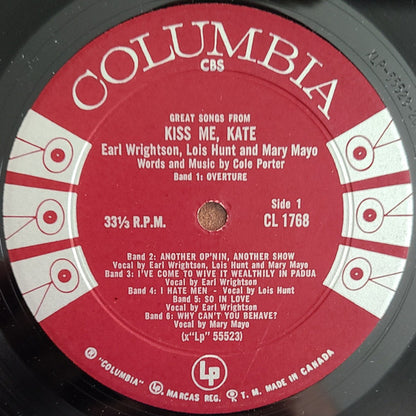 COLUMBIA
CBS
GREAT SONGS FROM
KISS ME, KATE
Earl Wrightson, Lois Hunt and Mary Mayo
Words and Music by Cole Porter
Band 1: OVERTURE
Side 1
33⅓ R.P.M.
CL 1768
Band 2: ANOTHER OP'NIN, ANOTHER SHOW
Vocal by Earl Wrightson, Lois Hunt and Mary Mayo
Band 3: I'VE COME TO WIVE IT WEALTHILY IN PADUA
Vocal by Earl Wrightson
Band 4: I HATE MEN - Vocal by Lois Hunt
Band 5: SO IN LOVE
Vocal by Earl Wrightson
Band 6: WHY CAN'T YOU BEHAVE?
Vocal by Mary Mayo
(x"Lp" 55523)
Lp
® "COLUMBIA" Lp, MARCAS REG. ® T. M. MADE IN CANADA